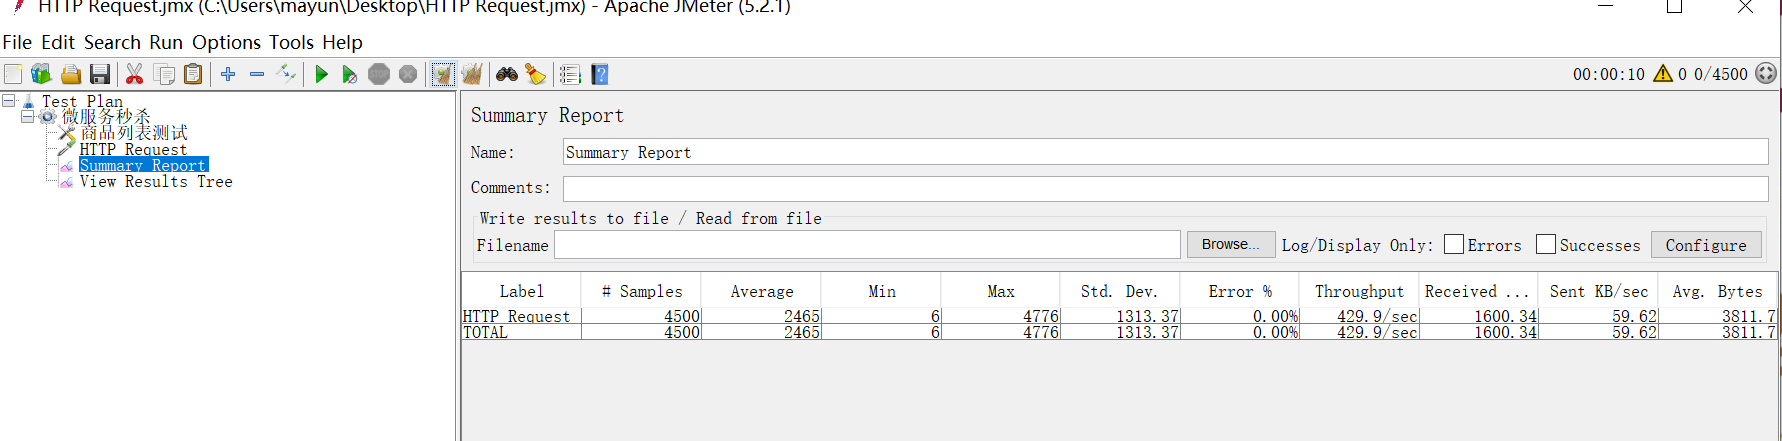 HTTP Request.jmx (C:\Users\mayun\Desktop\HTTP Request.jmx) - Apache JMeter (5.2.1)
File Edit Search Run Options Tools Help
STOP
00:00:10 0 0/4500
Test Plan
微服务秒杀
商品列表测试
HTTP Request
Summary Report
View Results Tree
Summary Report
Name: Summary Report
Comments:
Write results to file / Read from file
Filename Browse... Log/Display Only: Errors Successes Configure
Label # Samples Average Min Max Std. Dev. Error % Throughput Received ... Sent KB/sec Avg. Bytes
HTTP Request 4500 2465 6 4776 1313.37 0.00% 429.9/sec 1600.34 59.62 3811.7
TOTAL 4500 2465 6 4776 1313.37 0.00% 429.9/sec 1600.34 59.62 3811.7